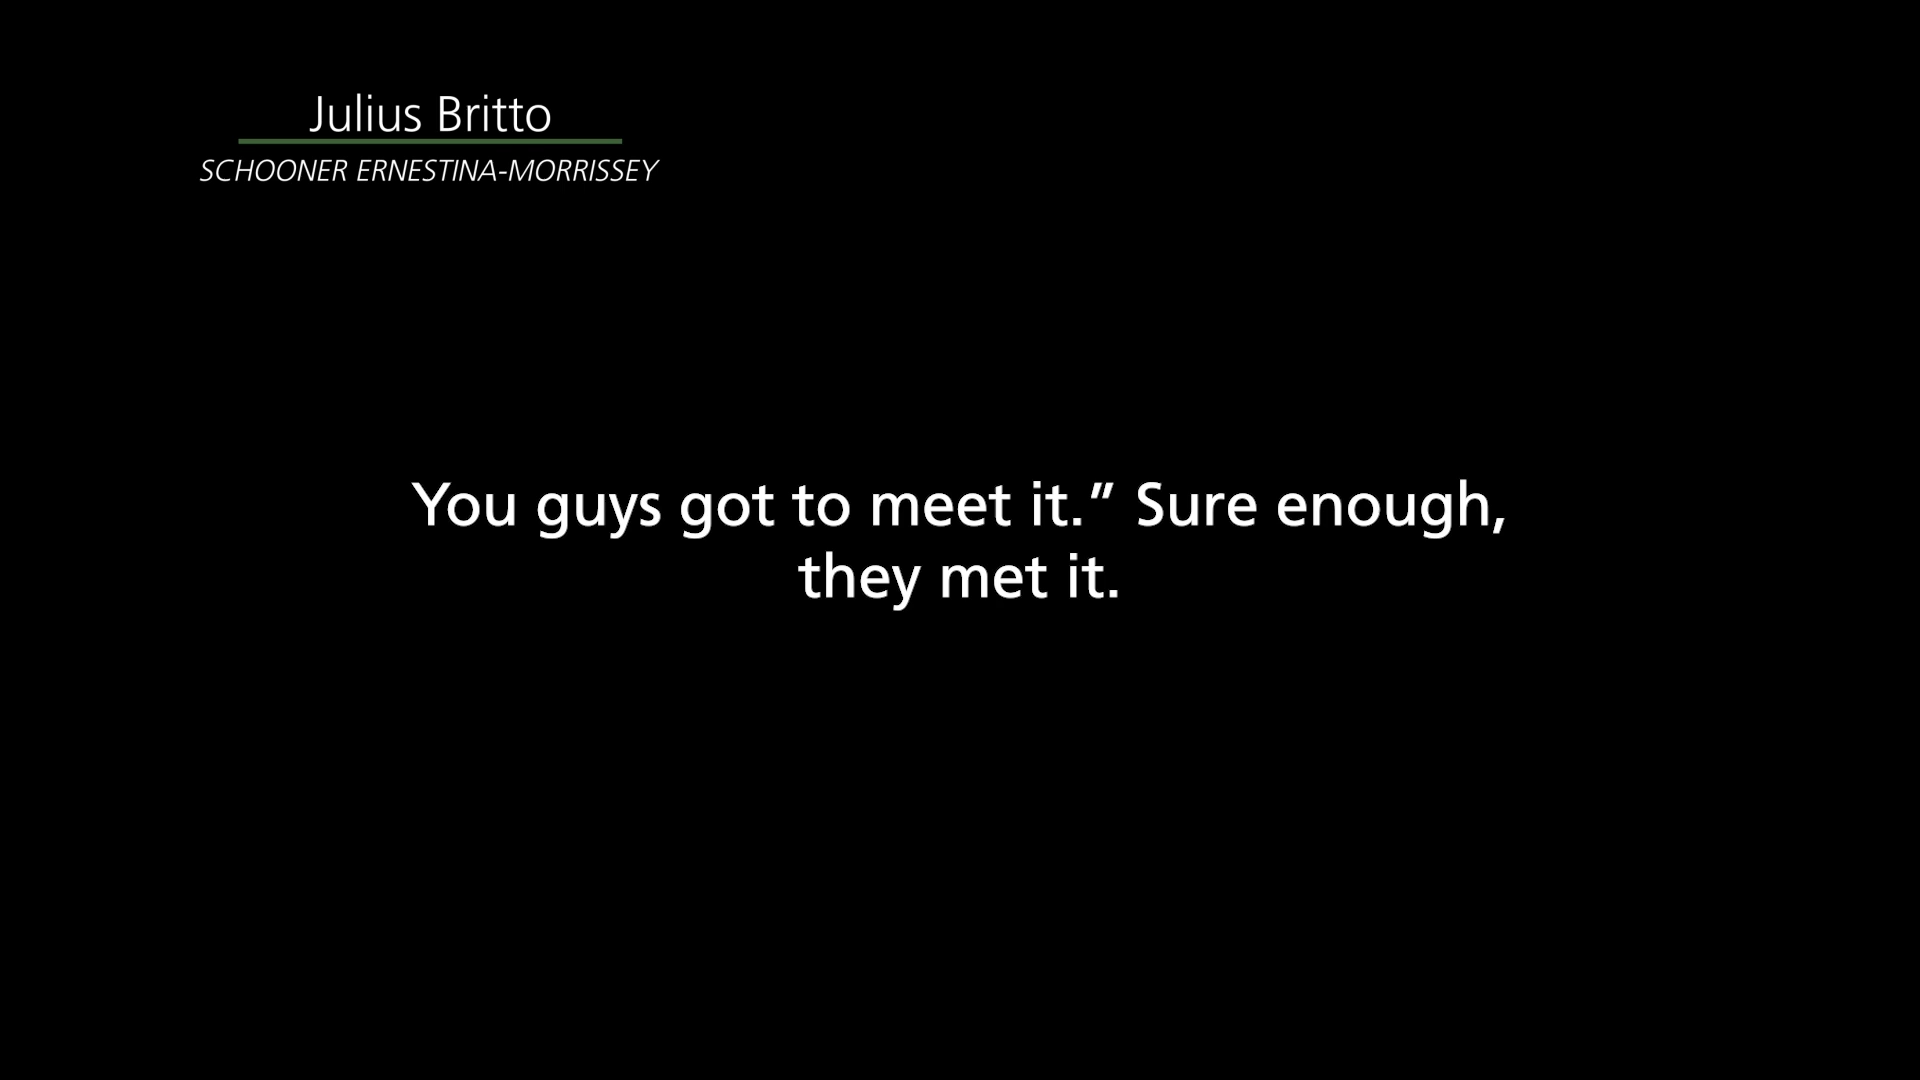 Julius Britto
SCHOONER ERNESTINA-MORRISSEY
You guys got to meet it.” Sure enough,
they met it.